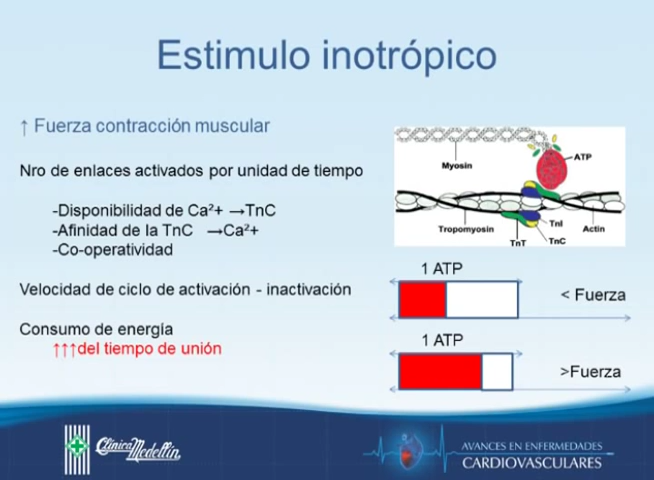 Estimulo inotrópico
↑ Fuerza contracción muscular
Nro de enlaces activados por unidad de tiempo
-Disponibilidad de Ca²+ →TnC
-Afinidad de la TnC →Ca²+
-Co-operatividad
Velocidad de ciclo de activación - inactivación
Consumo de energía
↑↑↑del tiempo de unión
Myosin
ATP
TnI
Tropomyosin
Actin
TnT
TnC
1 ATP
< Fuerza
1 ATP
>Fuerza
Clínica Medellín
AVANCES EN ENFERMEDADES
CARDIOVASCULARES